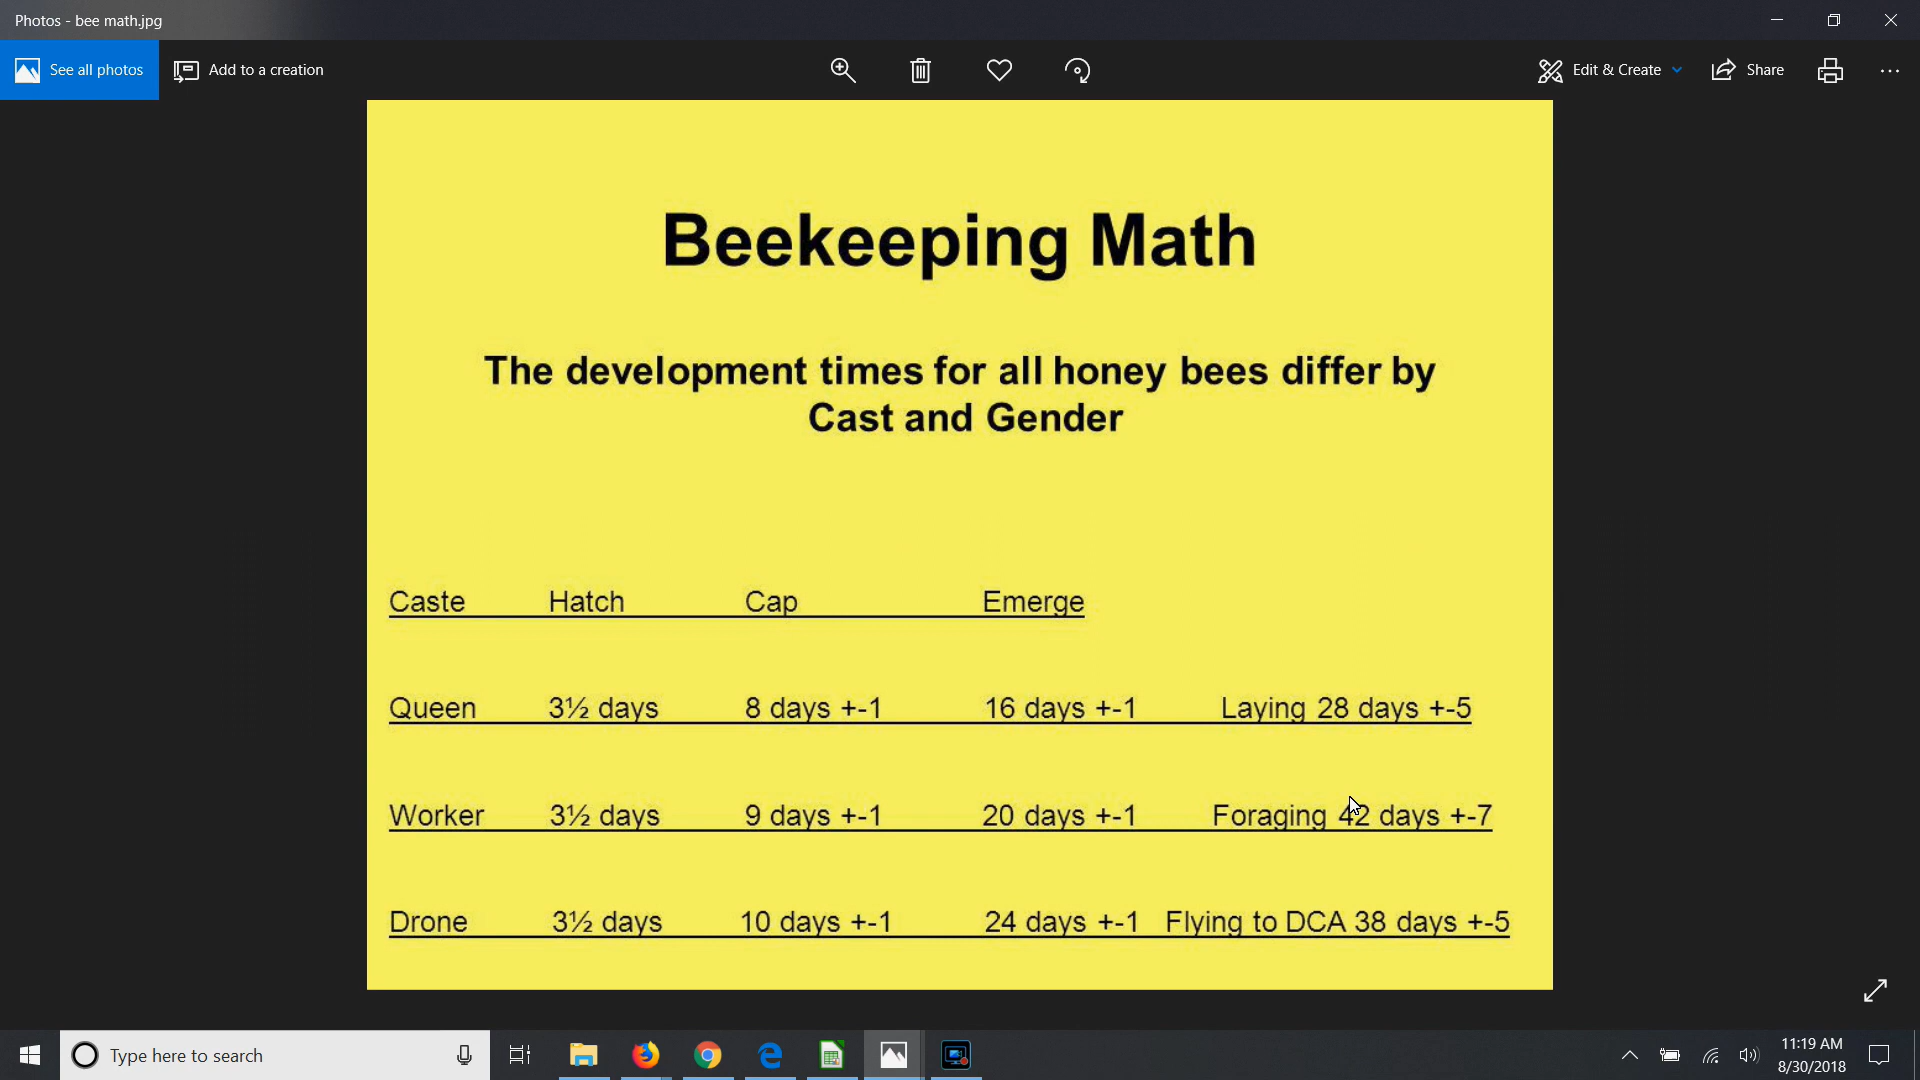 Photos - bee math.jpg
See all photos
Add to a creation
Edit & Create
Share
Beekeeping Math
The development times for all honey bees differ by
Cast and Gender
Caste Hatch Cap Emerge
Queen 3½ days 8 days +-1 16 days +-1 Laying 28 days +-5
Worker 3½ days 9 days +-1 20 days +-1 Foraging 42 days +-7
Drone 3½ days 10 days +-1 24 days +-1 Flying to DCA 38 days +-5
Type here to search
11:19 AM
8/30/2018